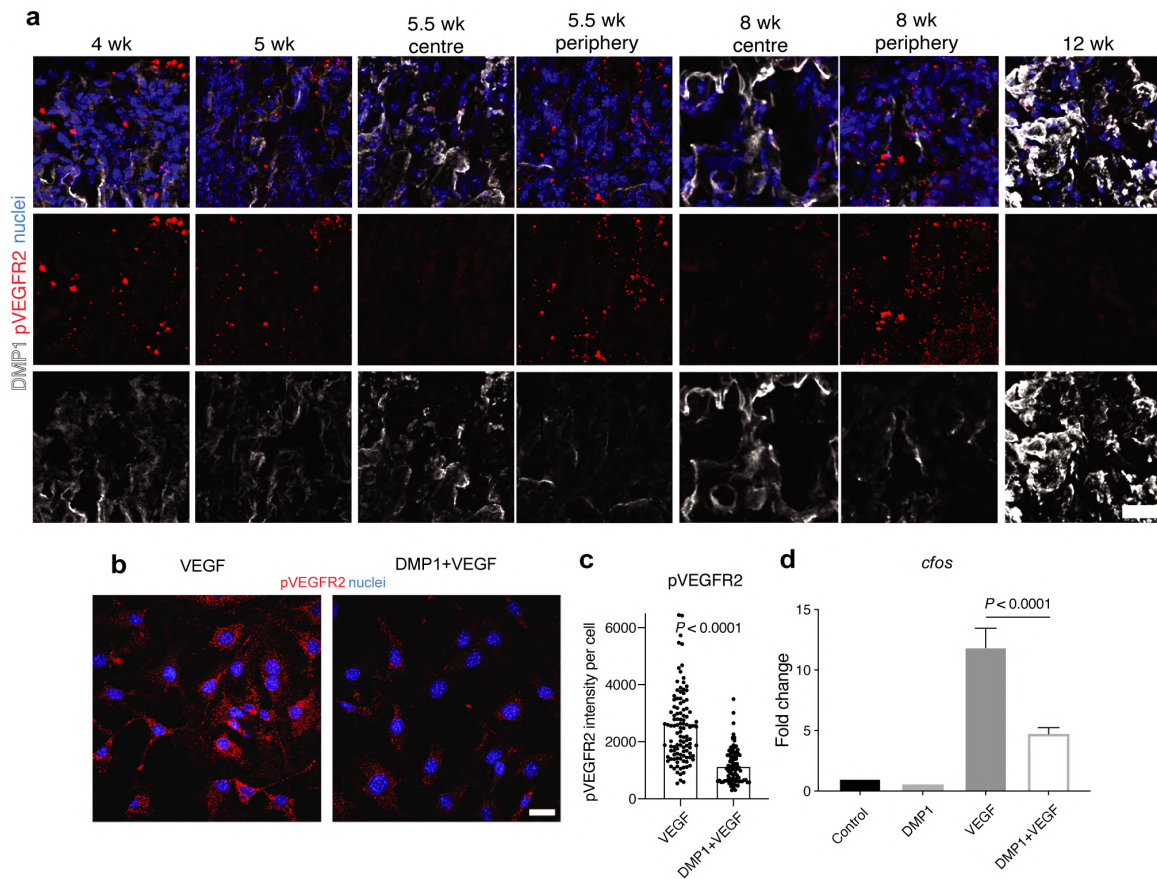 a
4 wk
5 wk
5.5 wk
centre
5.5 wk
periphery
8 wk
centre
8 wk
periphery
12 wk
DMP1 pVEGFR2 nuclei
b
VEGF
DMP1+VEGF
pVEGFR2 nuclei
c
pVEGFR2
P < 0.0001
pVEGFR2 intensity per cell
6000
4000
2000
0
VEGF
DMP1+VEGF
d
cfos
P < 0.0001
Fold change
15
10
5
0
Control
DMP1
VEGF
DMP1+VEGF